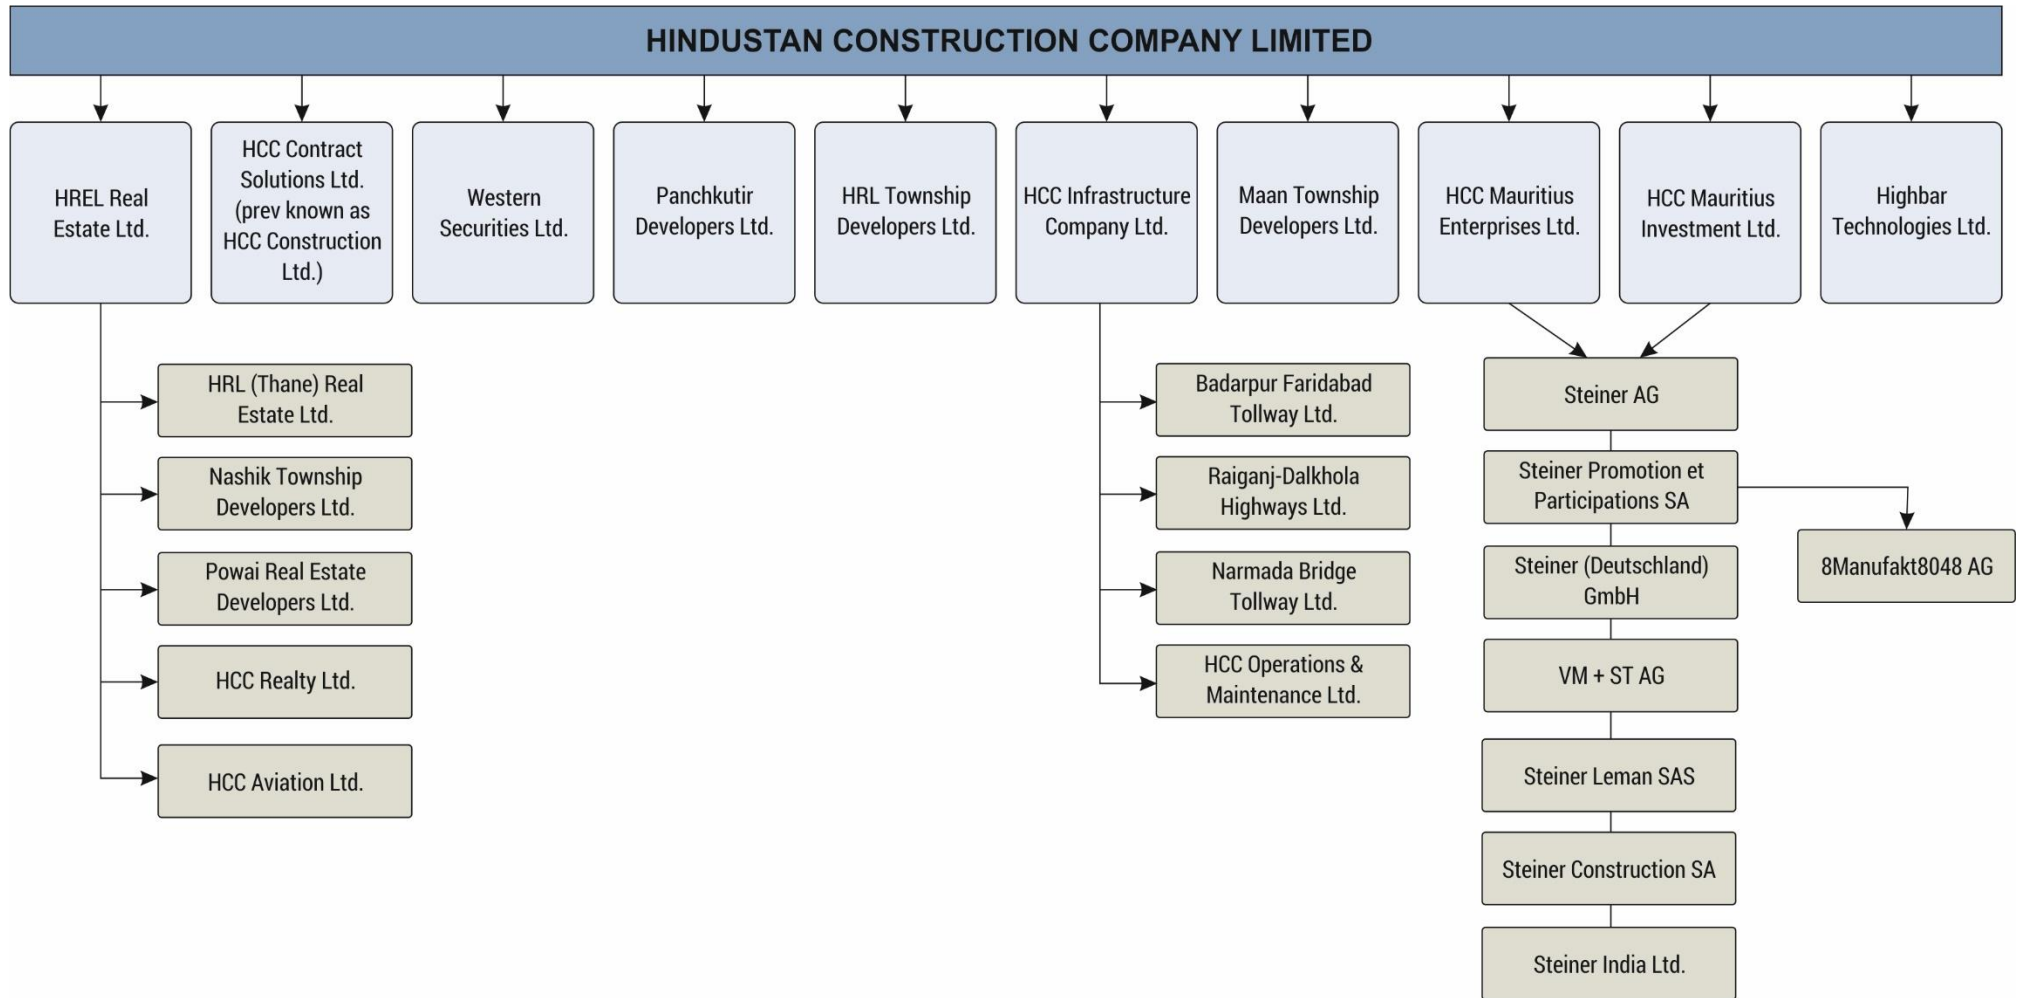 HINDUSTAN CONSTRUCTION COMPANY LIMITED
HREL Real
Estate Ltd.
HCC Contract
Solutions Ltd.
(prev known as
HCC Construction
Ltd.)
Western
Securities Ltd.
Panchkutir
Developers Ltd.
HRL Township
Developers Ltd.
HCC Infrastructure
Company Ltd.
Maan Township
Developers Ltd.
HCC Mauritius
Enterprises Ltd.
HCC Mauritius
Investment Ltd.
Highbar
Technologies Ltd.
HRL (Thane) Real
Estate Ltd.
Nashik Township
Developers Ltd.
Powai Real Estate
Developers Ltd.
HCC Realty Ltd.
HCC Aviation Ltd.
Badarpur Faridabad
Tollway Ltd.
Raiganj-Dalkhola
Highways Ltd.
Narmada Bridge
Tollway Ltd.
HCC Operations &
Maintenance Ltd.
Steiner AG
Steiner Promotion et
Participations SA
Steiner (Deutschland)
GmbH
VM + ST AG
Steiner Leman SAS
Steiner Construction SA
Steiner India Ltd.
8Manufakt8048 AG